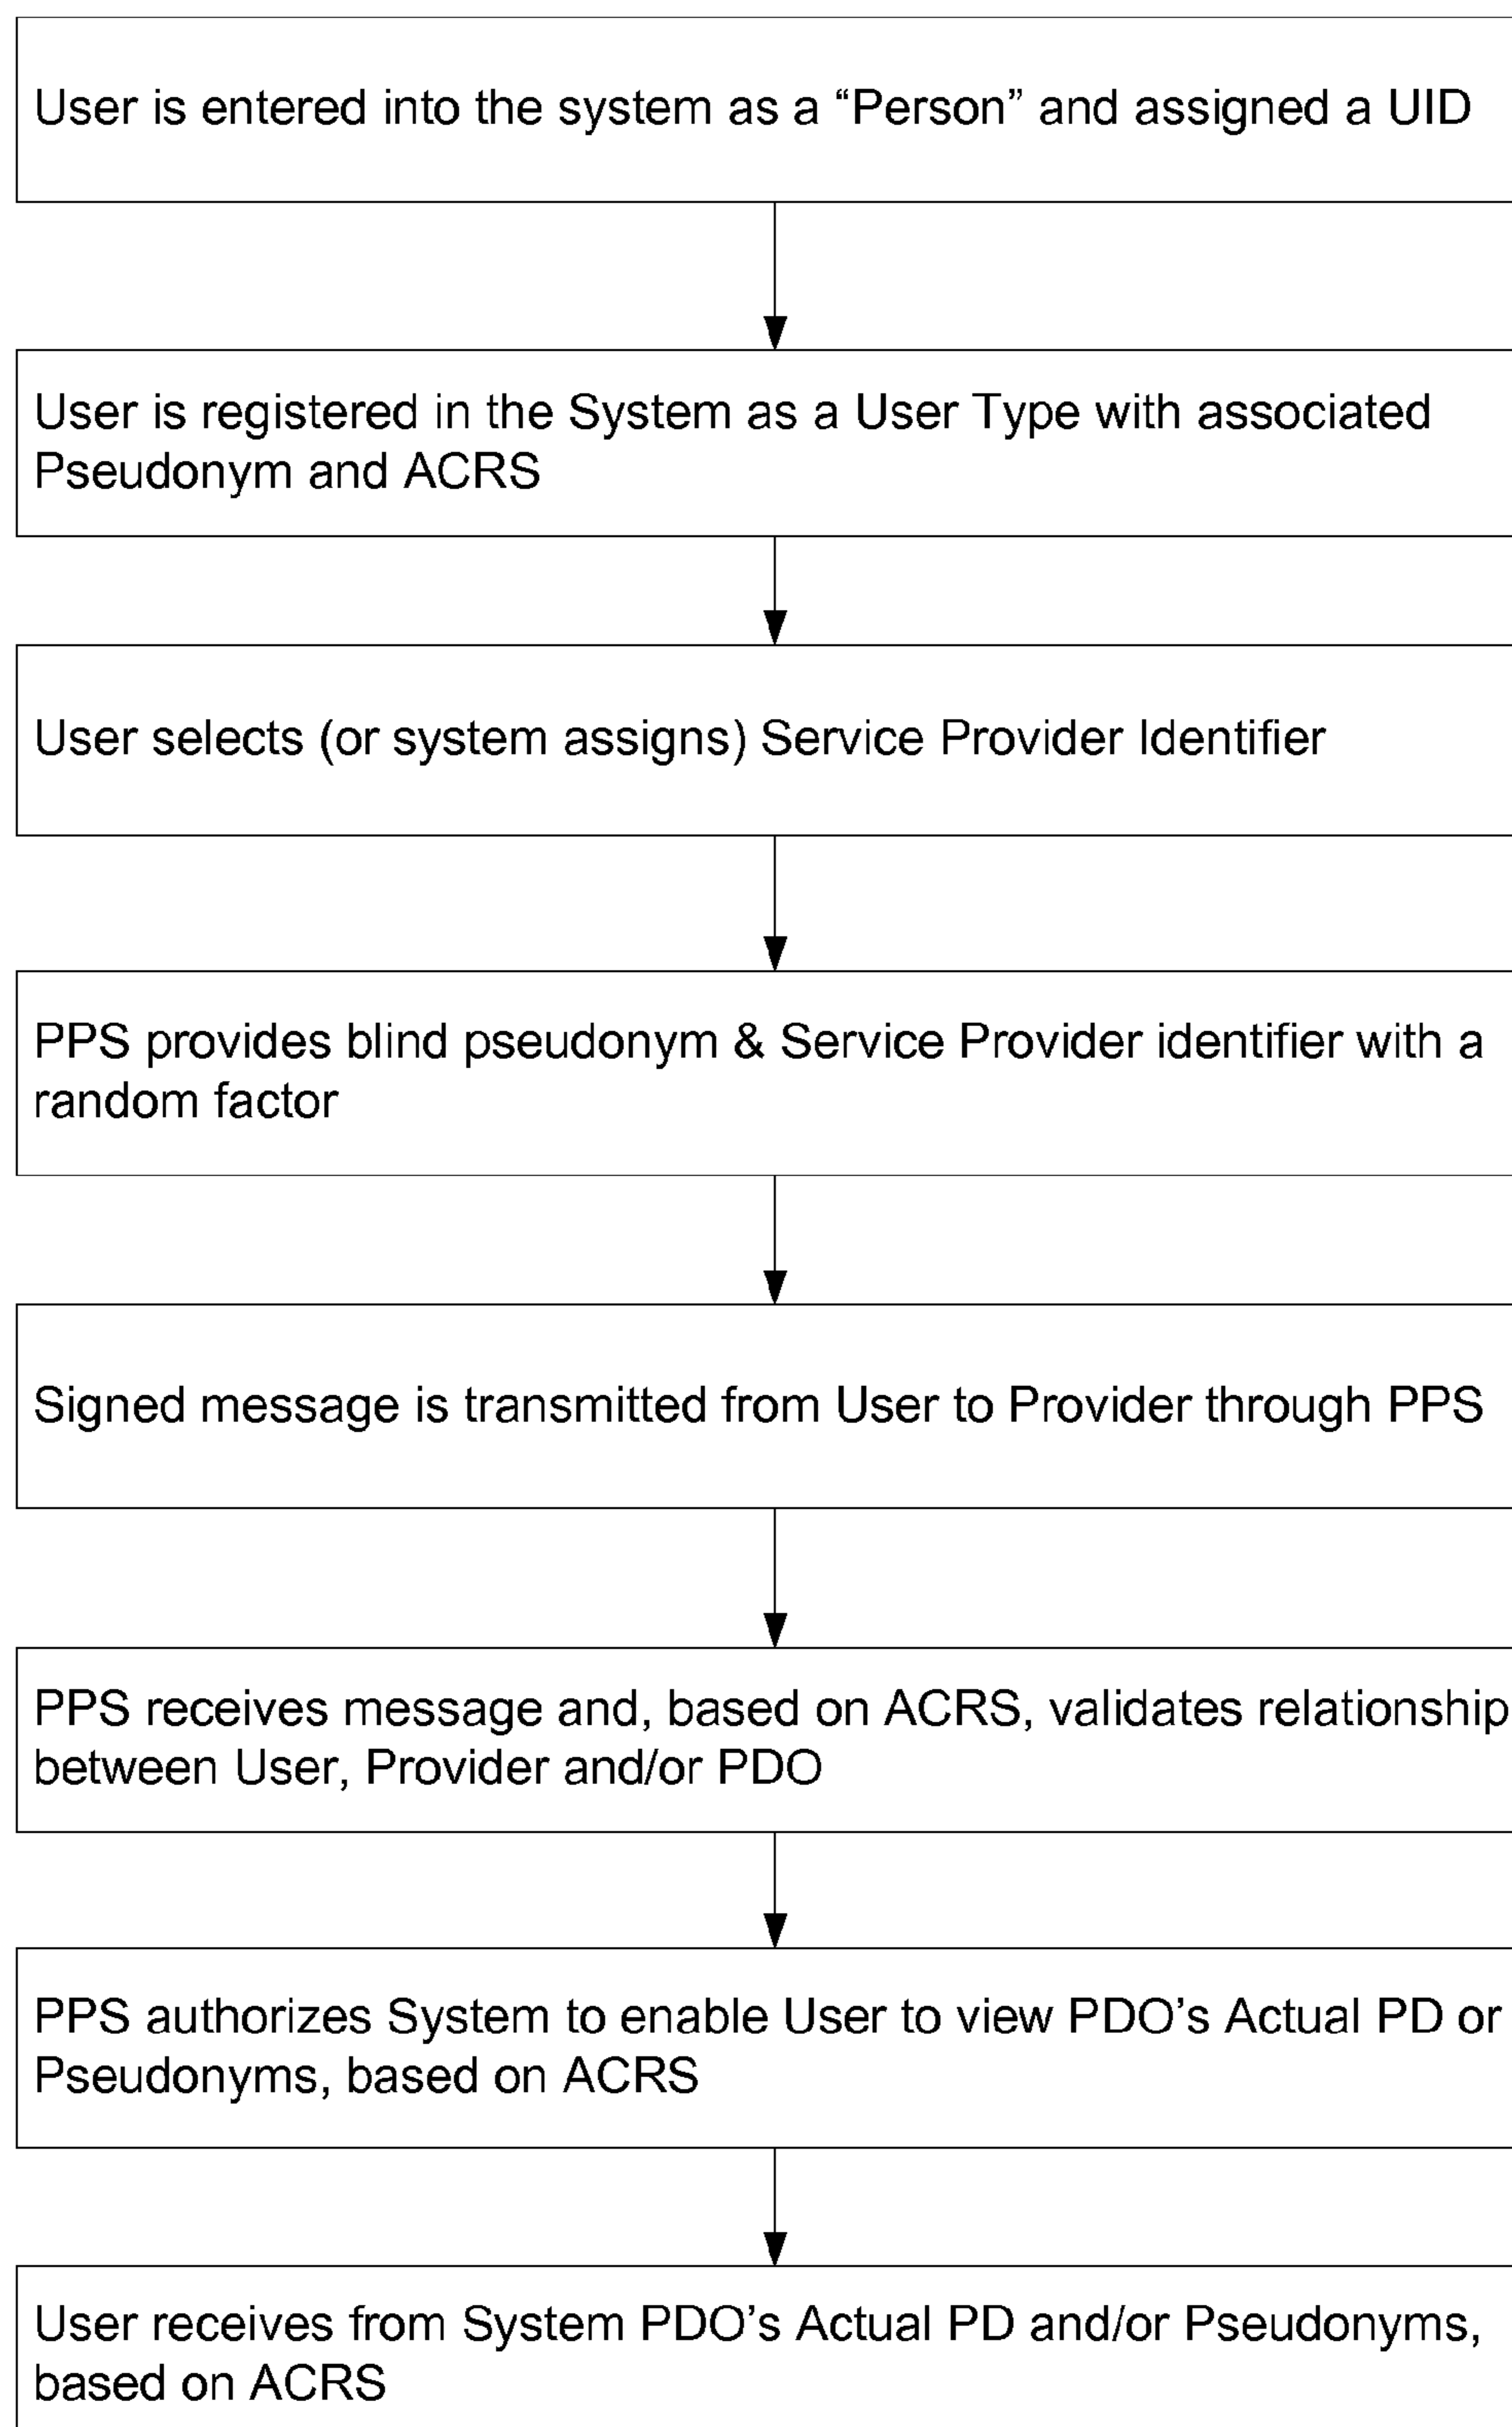 User is entered into the system as a “Person” and assigned a UID
User is registered in the System as a User Type with associated
Pseudonym and ACRS
User selects (or system assigns) Service Provider Identifier
PPS provides blind pseudonym & Service Provider identifier with a
random factor
Signed message is transmitted from User to Provider through PPS
PPS receives message and, based on ACRS, validates relationship
between User, Provider and/or PDO
PPS authorizes System to enable User to view PDO’s Actual PD or
Pseudonyms, based on ACRS
User receives from System PDO’s Actual PD and/or Pseudonyms,
based on ACRS